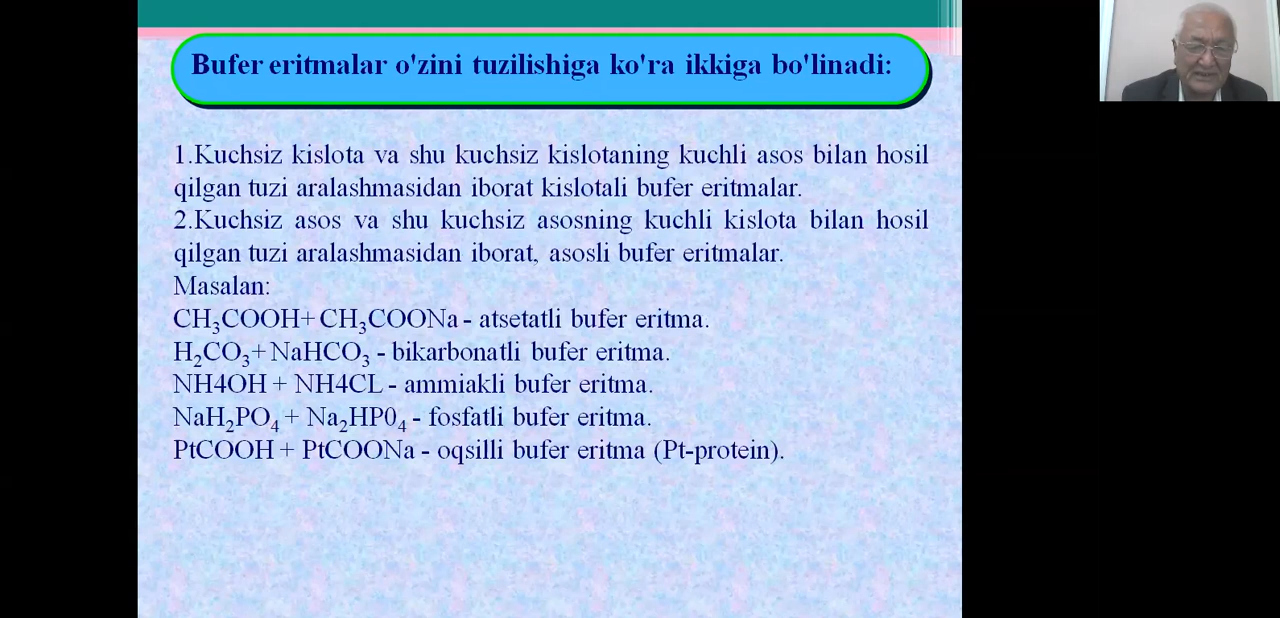 Bufer eritmalar o'zini tuzilishiga ko'ra ikkiga bo'linadi:
1.Kuchsiz kislota va shu kuchsiz kislotaning kuchli asos bilan hosil
qilgan tuzi aralashmasidan iborat kislotali bufer eritmalar.
2.Kuchsiz asos va shu kuchsiz asosning kuchli kislota bilan hosil
qilgan tuzi aralashmasidan iborat, asosli bufer eritmalar.
Masalan:
CH₃COOH+ CH₃COONa - atsetatli bufer eritma.
H₂CO₃+ NaHCO₃ - bikarbonatli bufer eritma.
NH4OH + NH4CL - ammiakli bufer eritma.
NaH₂PO₄ + Na₂HP0₄ - fosfatli bufer eritma.
PtCOOH + PtCOONa - oqsilli bufer eritma (Pt-protein).